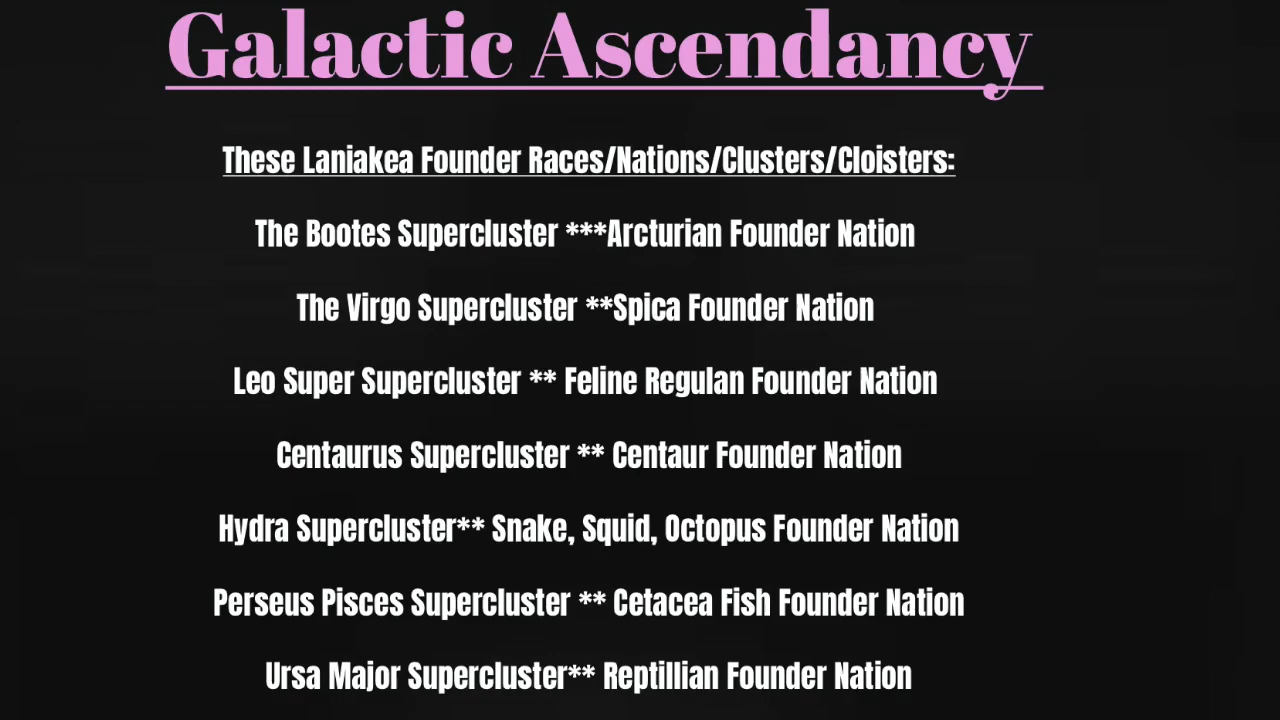 Galactic Ascendancy
These Laniakea Founder Races/Nations/Clusters/Cloisters:
The Bootes Supercluster ***Arcturian Founder Nation
The Virgo Supercluster **Spica Founder Nation
Leo Super Supercluster ** Feline Regulan Founder Nation
Centaurus Supercluster ** Centaur Founder Nation
Hydra Supercluster** Snake, Squid, Octopus Founder Nation
Perseus Pisces Supercluster ** Cetacea Fish Founder Nation
Ursa Major Supercluster** Reptillian Founder Nation